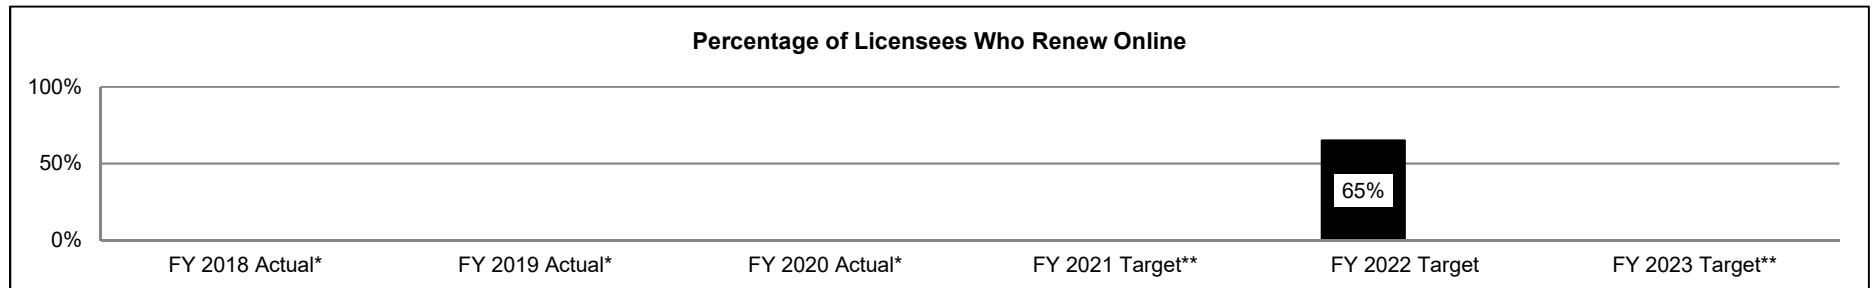 Percentage of Licensees Who Renew Online
100%
50%
65%
0%
FY 2018 Actual* FY 2019 Actual* FY 2020 Actual* FY 2021 Target** FY 2022 Target FY 2023 Target**